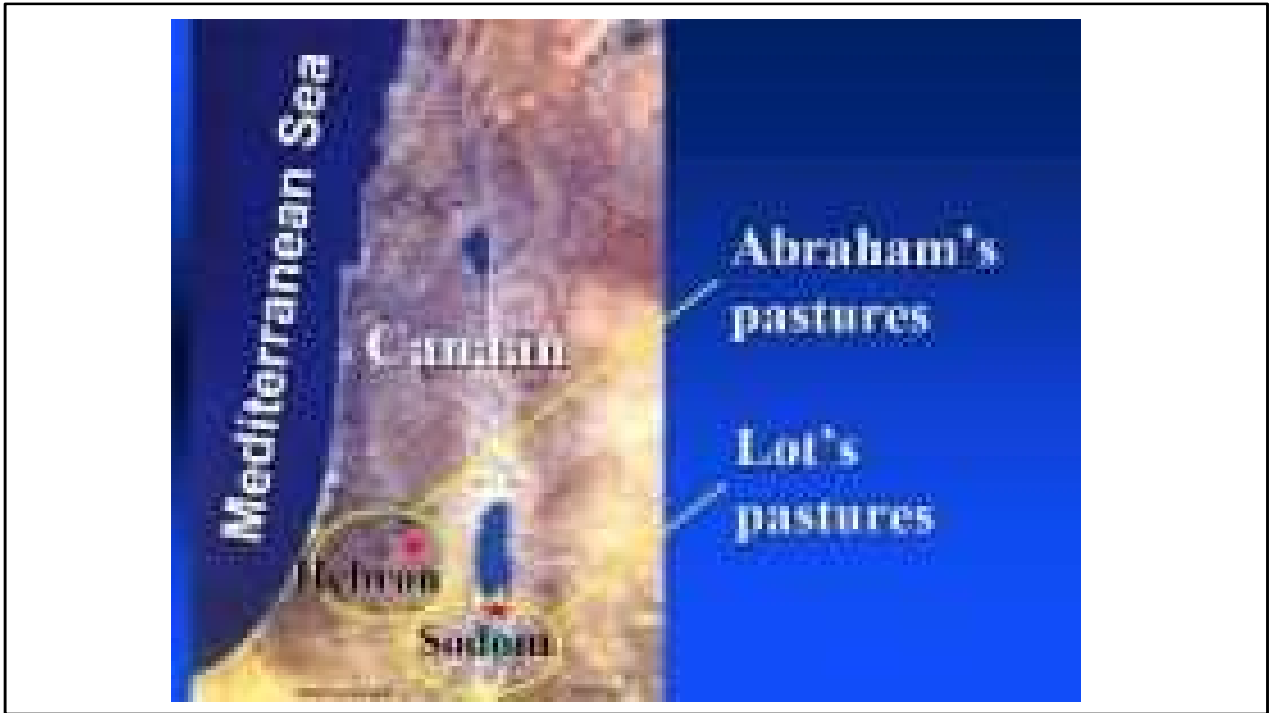 Mediterranean Sea
Abraham's
pastures
Canaan
Lot's
pastures
Hebron
Sodom